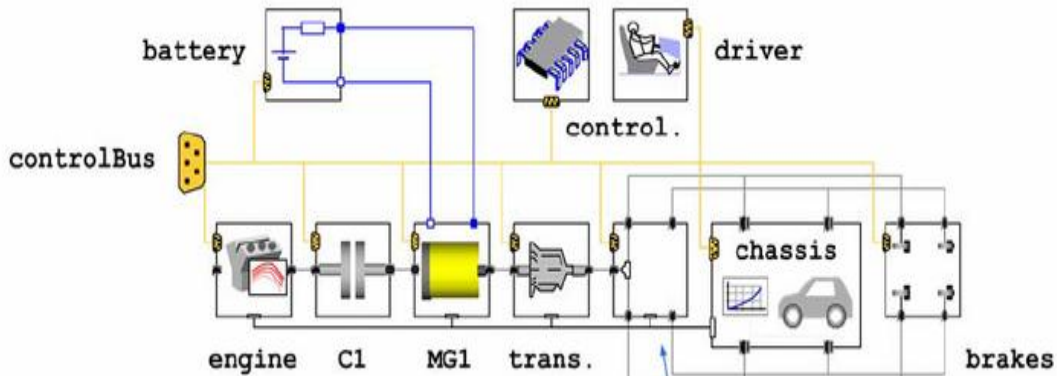 battery
driver
control.
controlBus
chassis
engine
C1
MG1
trans.
brakes